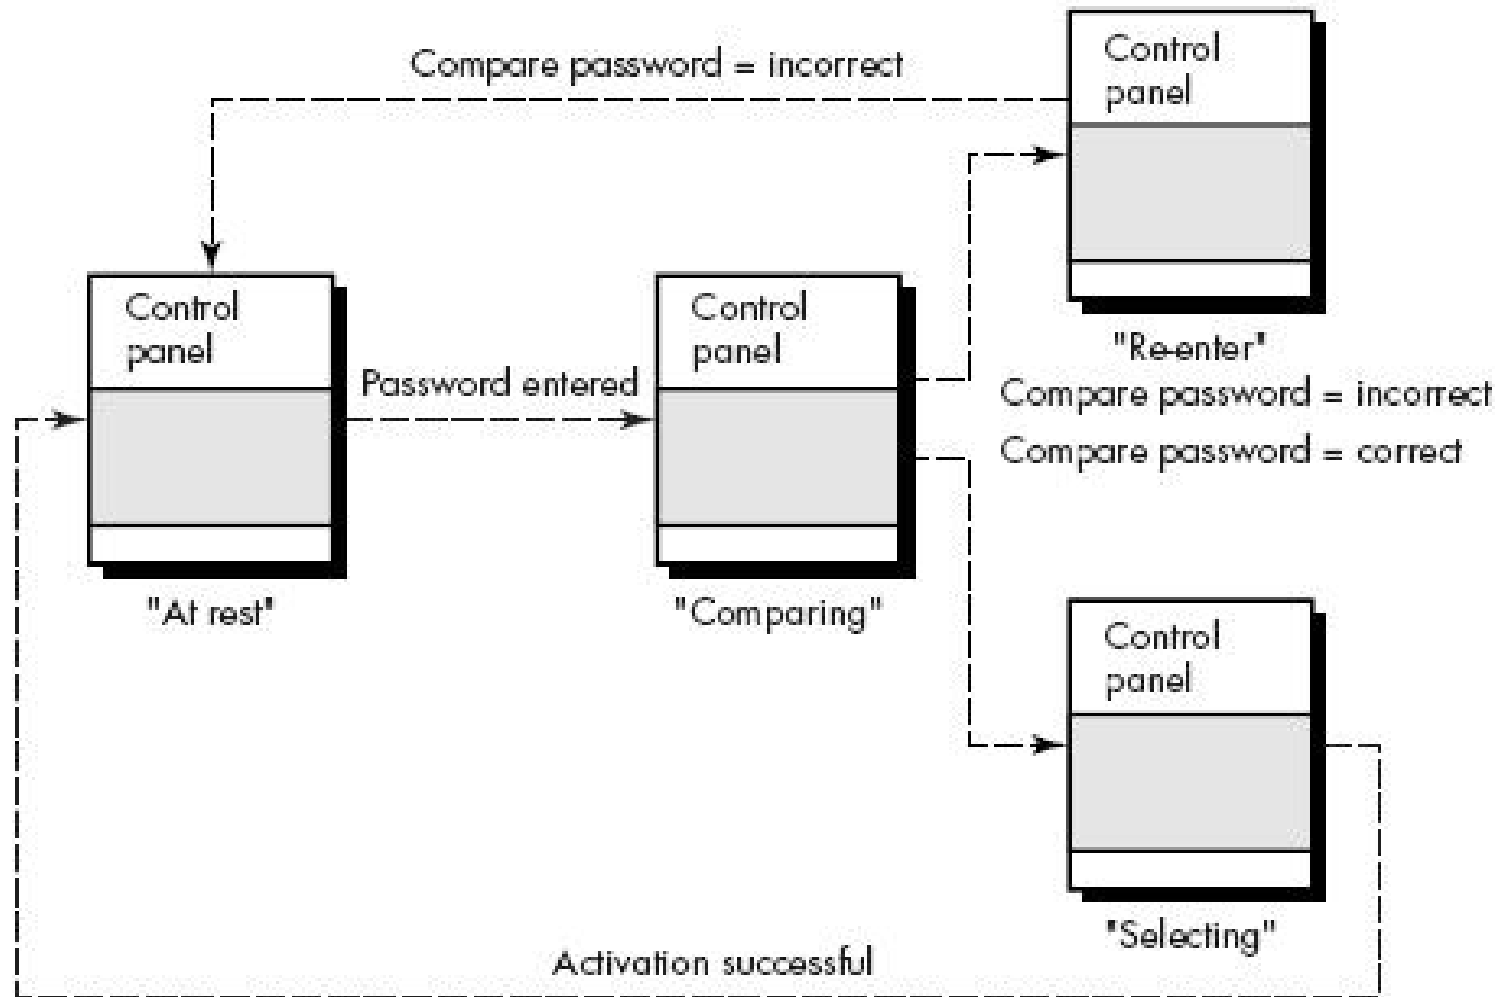 Control
panel
Compare password = incorrect
Control
panel
Control
panel
"Re-enter"
Password entered
Compare password = incorrect
Compare password = correct
"At rest"
"Comparing"
Control
panel
"Selecting"
Activation successful